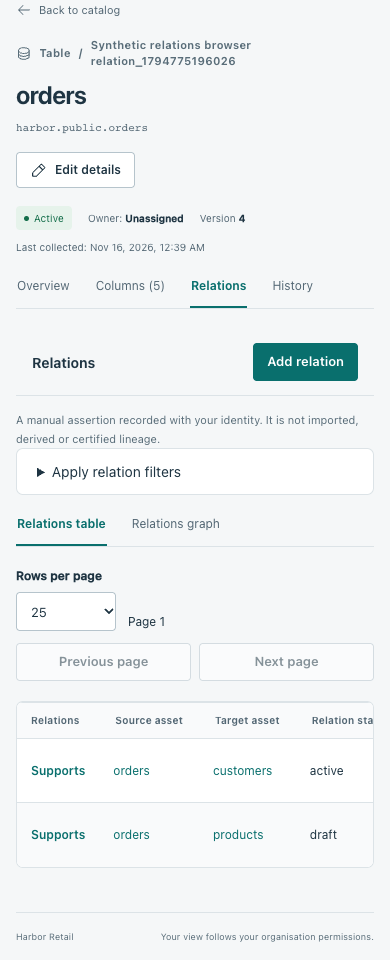 Back to catalog
Table / Synthetic relations browser
relation_1794775196026
orders
harbor.public.orders
Edit details
Active Owner: Unassigned Version 4
Last collected: Nov 16, 2026, 12:39 AM
Overview Columns (5) Relations History
Relations Add relation
A manual assertion recorded with your identity. It is not imported,
derived or certified lineage.
Apply relation filters
Relations table Relations graph
Rows per page
25 Page 1
Previous page Next page
Relations Source asset Target asset Relation sta
Supports orders customers active
Supports orders products draft
Harbor Retail Your view follows your organisation permissions.